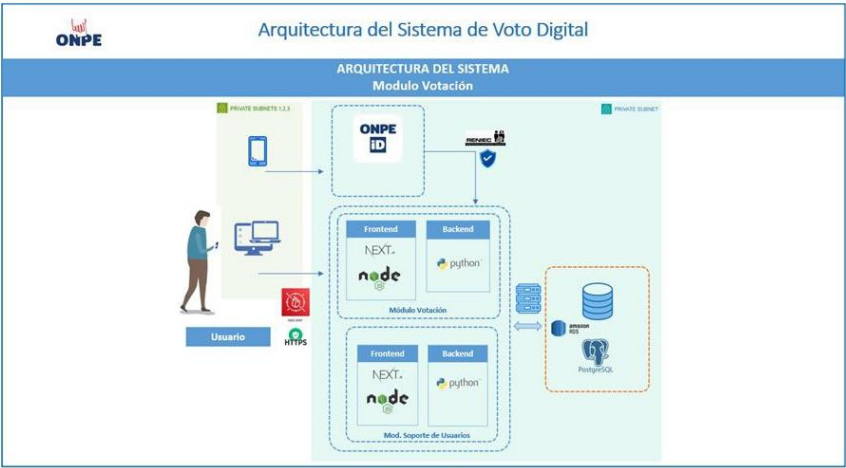 ONPE
Arquitectura del Sistema de Voto Digital
ARQUITECTURA DEL SISTEMA
Modulo Votación
PRIVATE SUBNETS 1,2,3
PRIVATE SUBNET
ONPE
iD
RENIEC
Frontend
Backend
NEXT.
node
JS
python
Módulo Votación
Usuario
HTTPS
amazon
RDS
PostgreSQL
Frontend
Backend
NEXT.
node
JS
python
Mod. Soporte de Usuarios